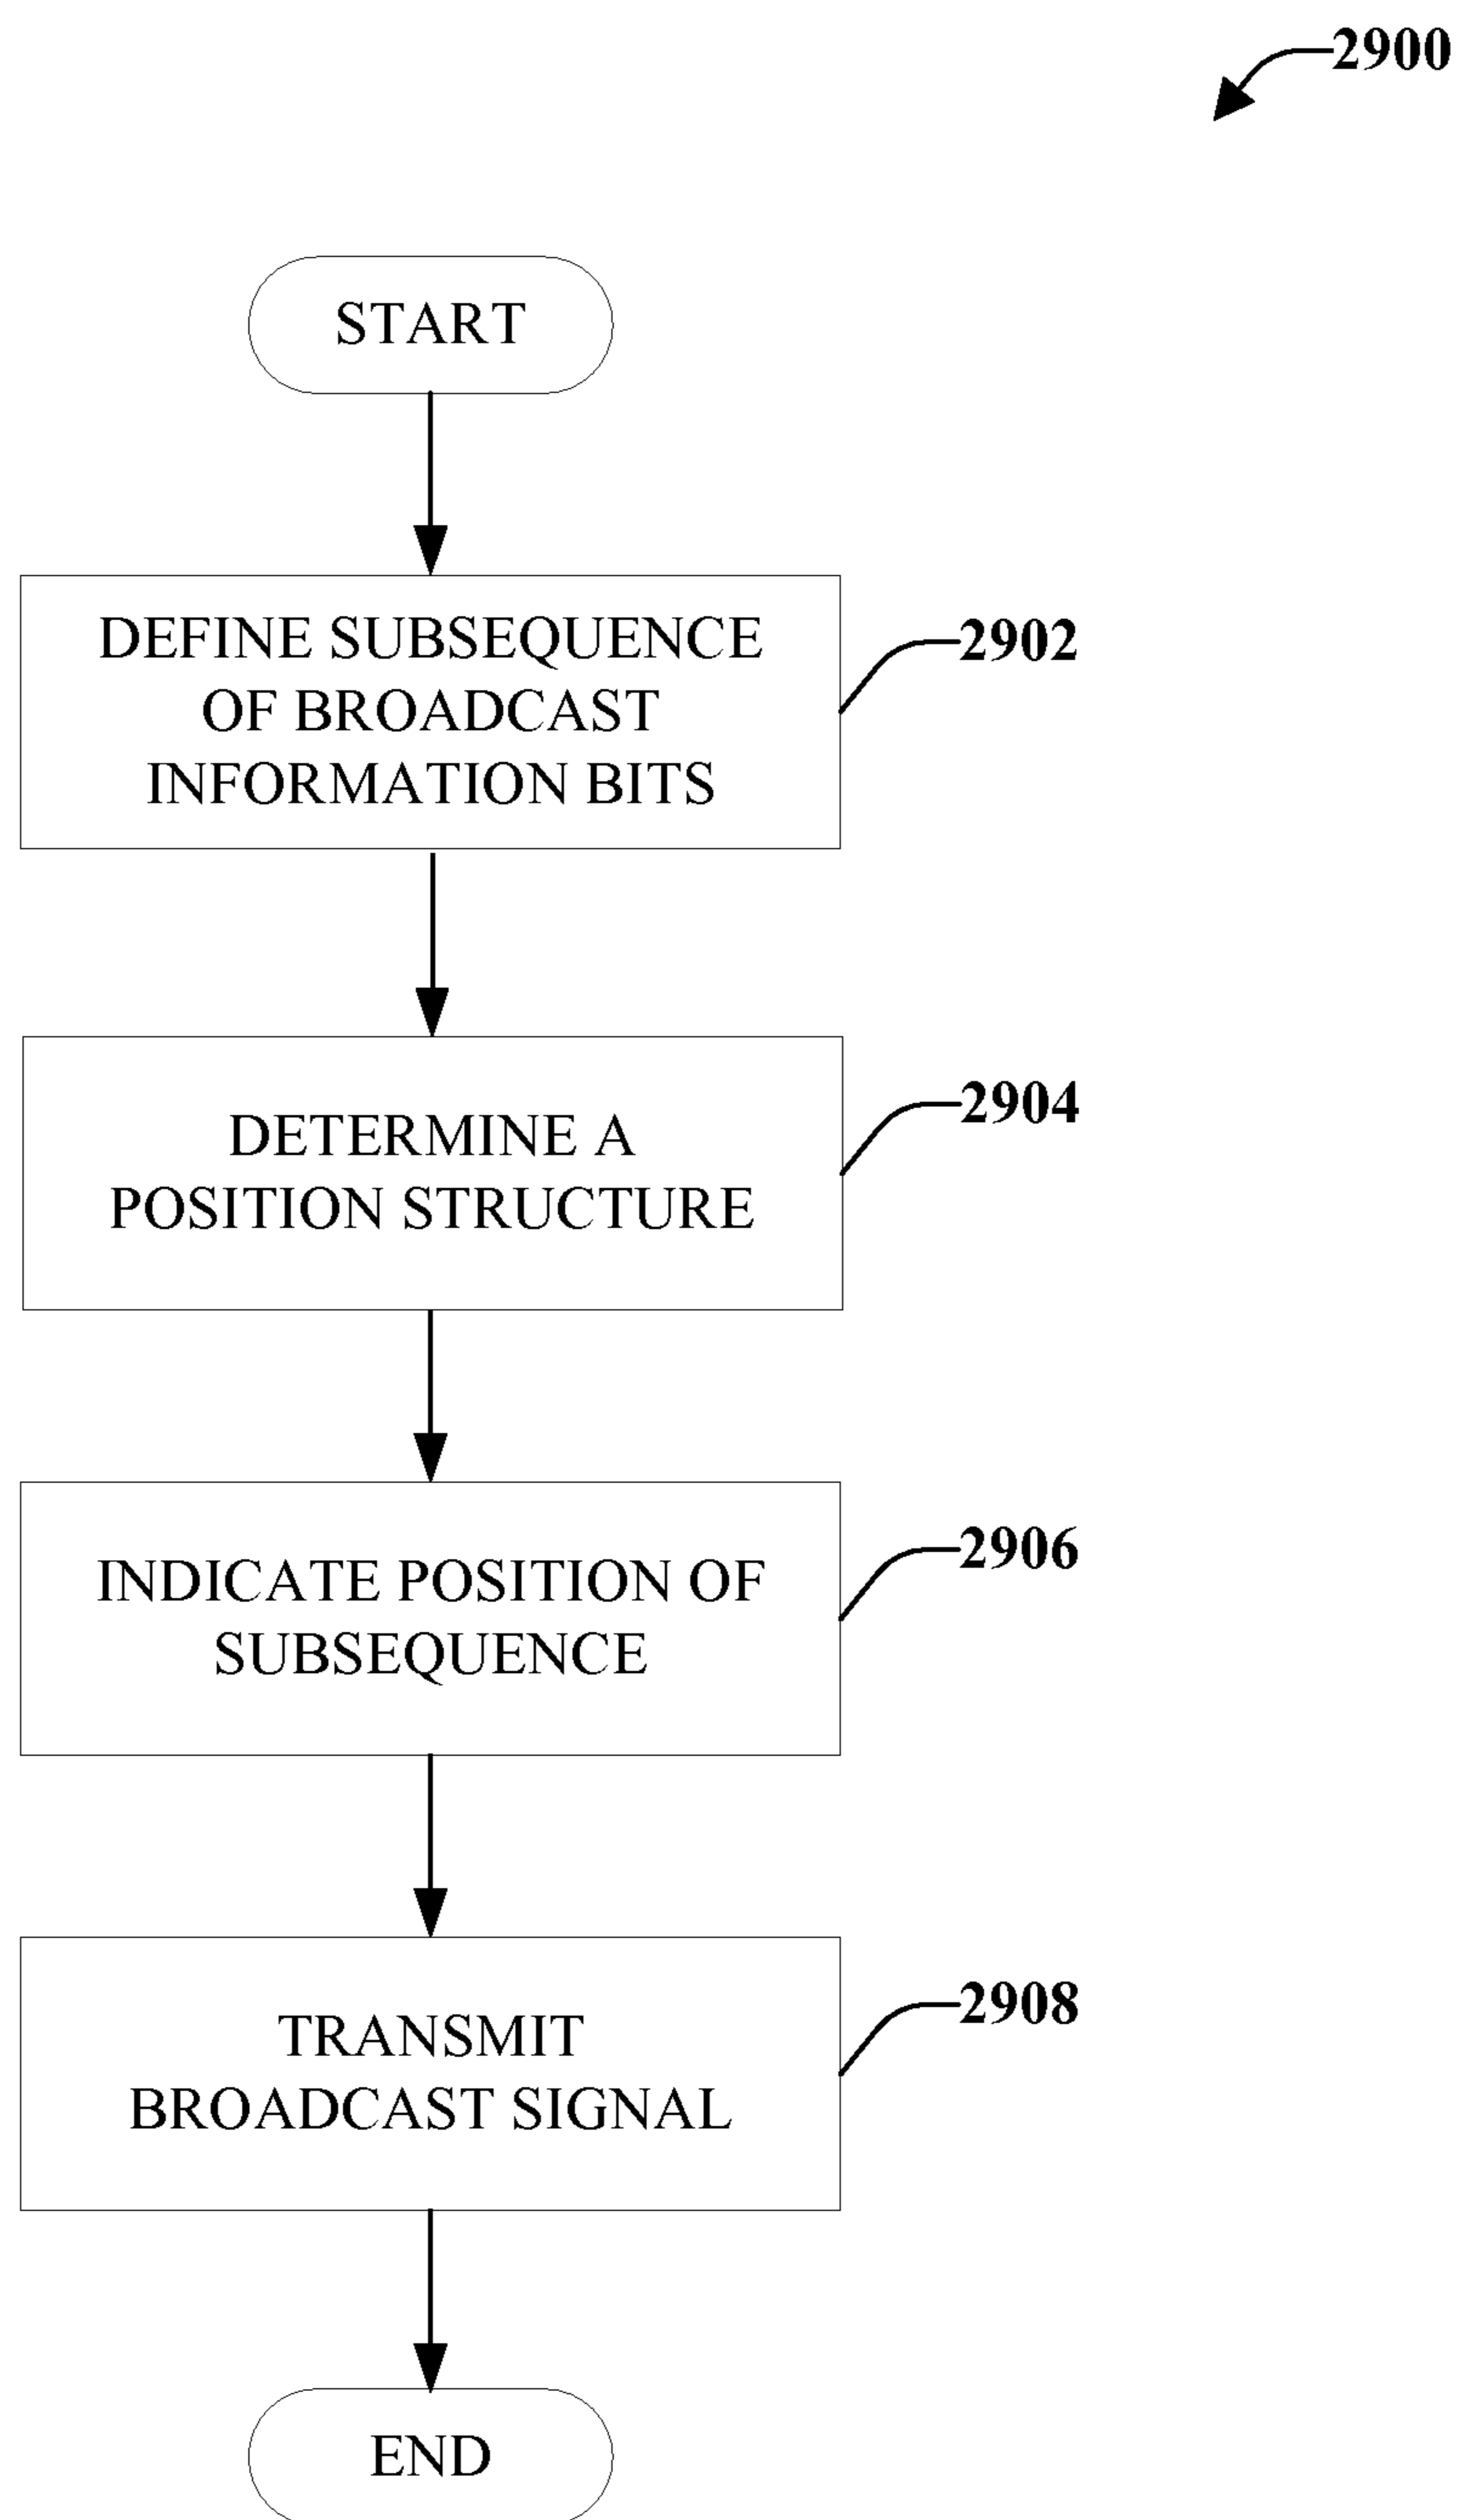 2900
START
DEFINE SUBSEQUENCE
OF BROADCAST
INFORMATION BITS
2902
DETERMINE A
POSITION STRUCTURE
2904
INDICATE POSITION OF
SUBSEQUENCE
2906
TRANSMIT
BROADCAST SIGNAL
2908
END